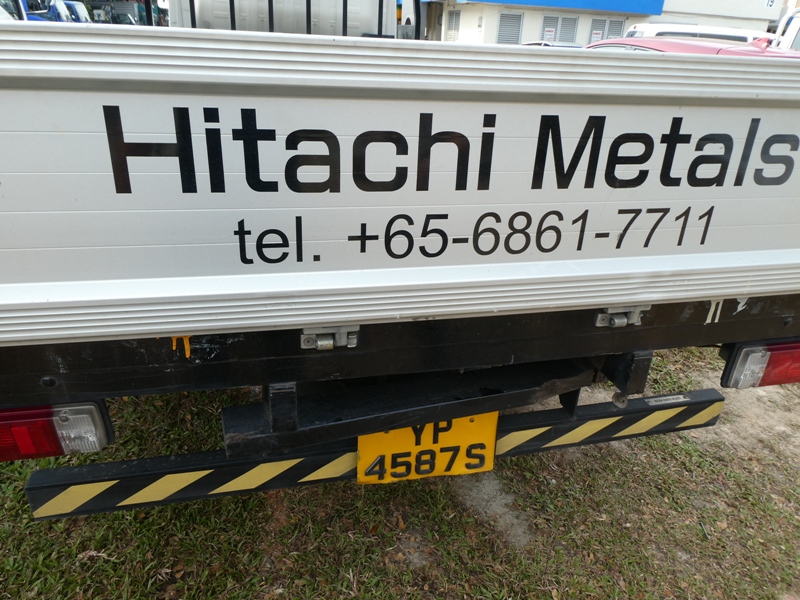 Hitachi Metals
tel. +65-6861-7711
YP
4587S